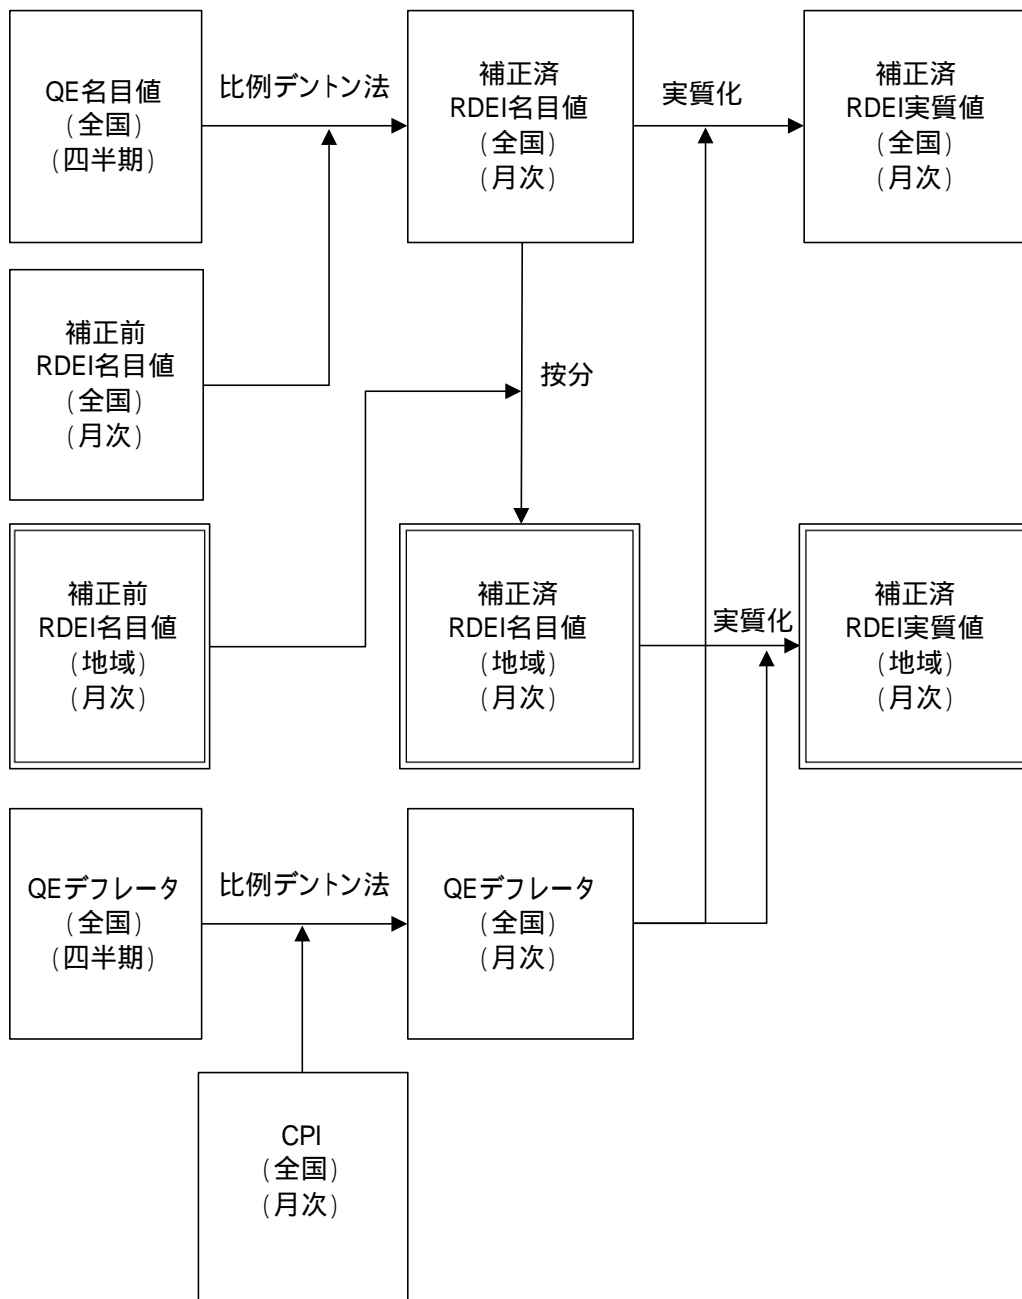 QE名目値
(全国)
(四半期)
比例デントン法
補正済
RDEI名目値
(全国)
(月次)
実質化
補正済
RDEI実質値
(全国)
(月次)
補正前
RDEI名目値
(全国)
(月次)
按分
補正前
RDEI名目値
(地域)
(月次)
補正済
RDEI名目値
(地域)
(月次)
実質化
補正済
RDEI実質値
(地域)
(月次)
QEデフレータ
(全国)
(四半期)
比例デントン法
QEデフレータ
(全国)
(月次)
CPI
(全国)
(月次)